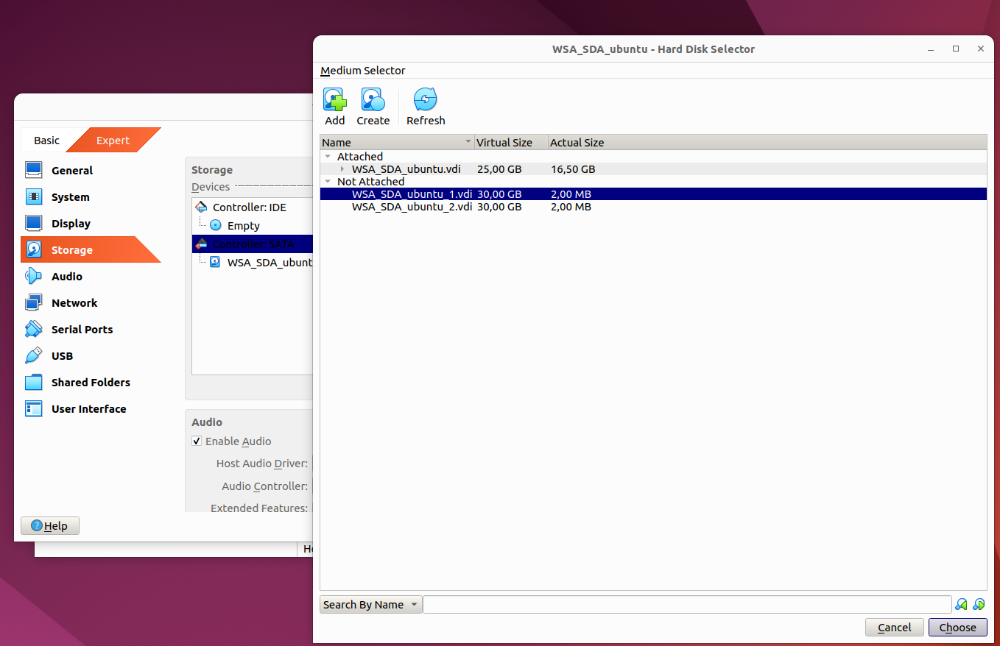 WSA_SDA_ubuntu - Hard Disk Selector
Medium Selector
Add Create Refresh
Name Virtual Size Actual Size
Attached
WSA_SDA_ubuntu.vdi 25,00 GB 16,50 GB
Not Attached
WSA_SDA_ubuntu_1.vdi 30,00 GB 2,00 MB
WSA_SDA_ubuntu_2.vdi 30,00 GB 2,00 MB
Search By Name
Cancel Choose
Basic Expert
General
System
Display
Storage
Audio
Network
Serial Ports
USB
Shared Folders
User Interface
Storage
Devices
Controller: IDE
Empty
Controller: SATA
WSA_SDA_ubunt
Audio
Enable Audio
Host Audio Driver:
Audio Controller:
Extended Features:
Help